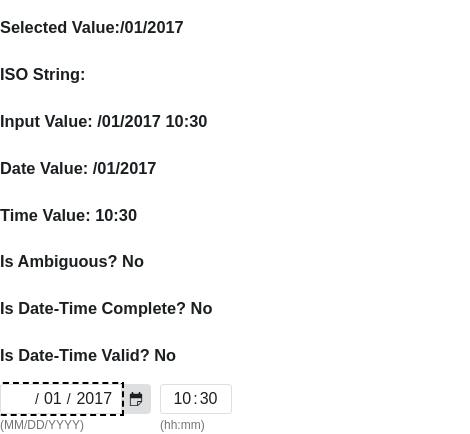 Selected Value:/01/2017
ISO String:
Input Value: /01/2017 10:30
Date Value: /01/2017
Time Value: 10:30
Is Ambiguous? No
Is Date-Time Complete? No
Is Date-Time Valid? No
/ 01 / 2017 10:30
(MM/DD/YYYY) (hh:mm)